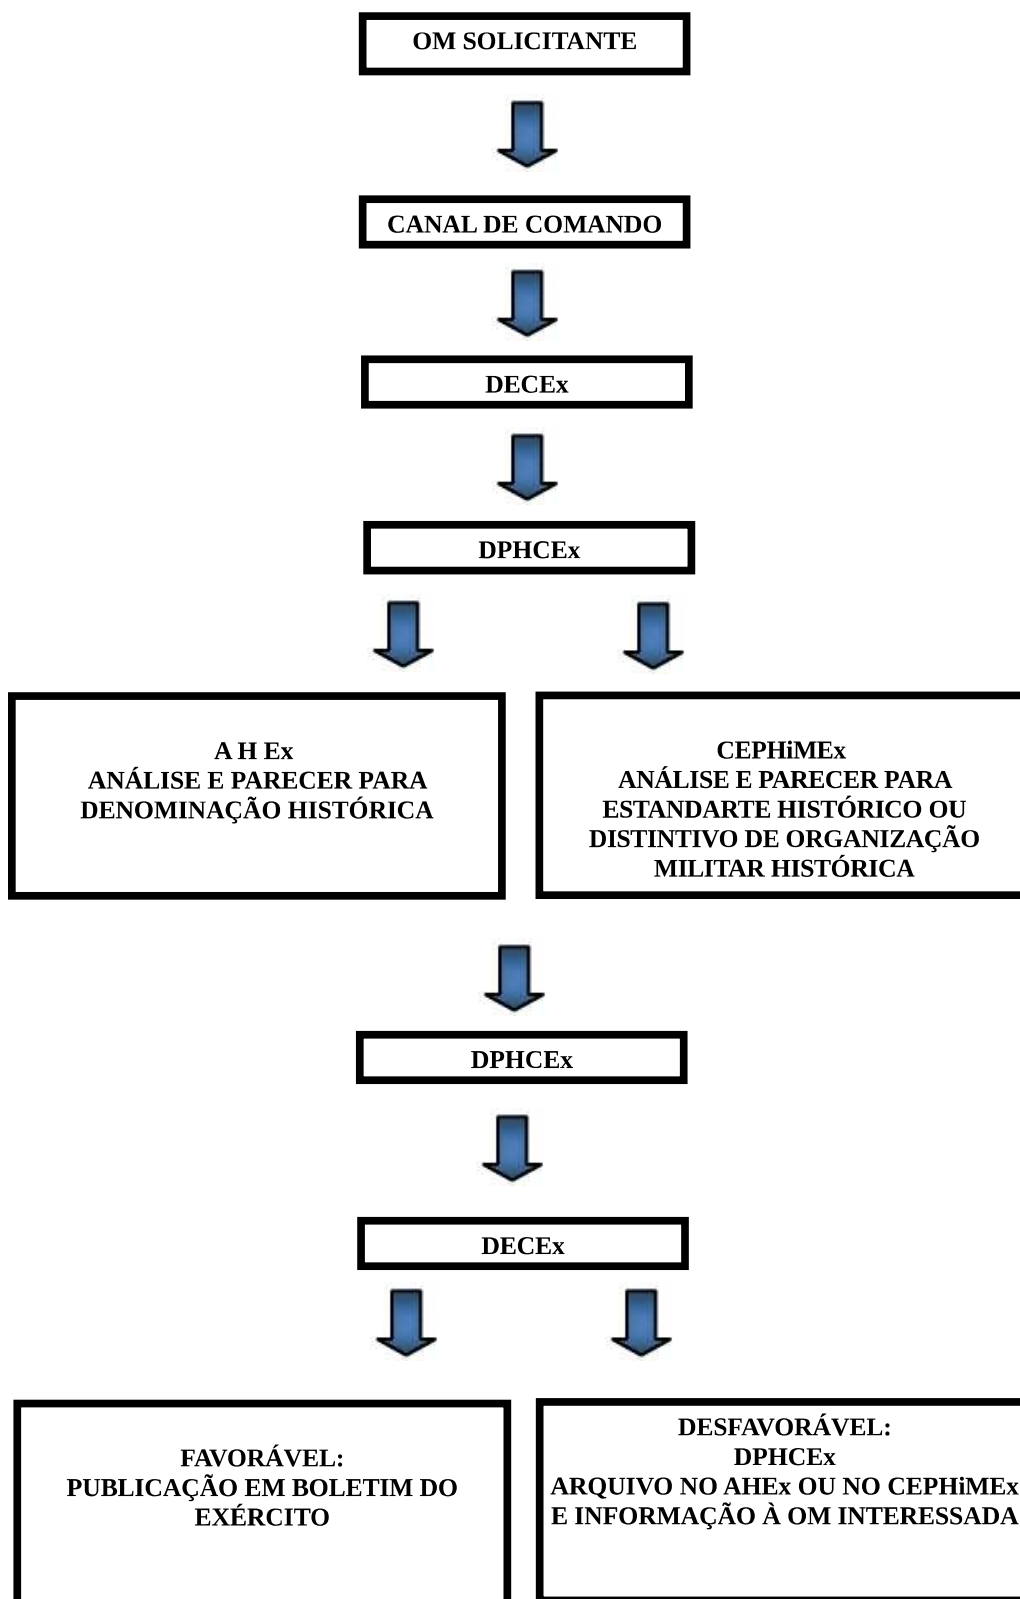 OM SOLICITANTE
CANAL DE COMANDO
DECEx
DPHCEx
A H Ex
ANÁLISE E PARECER PARA
DENOMINAÇÃO HISTÓRICA
CEPHiMEx
ANÁLISE E PARECER PARA
ESTANDARTE HISTÓRICO OU
DISTINTIVO DE ORGANIZAÇÃO
MILITAR HISTÓRICA
DPHCEx
DECEx
FAVORÁVEL:
PUBLICAÇÃO EM BOLETIM DO
EXÉRCITO
DESFAVORÁVEL:
DPHCEx
ARQUIVO NO AHEx OU NO CEPHiMEx
E INFORMAÇÃO À OM INTERESSADA